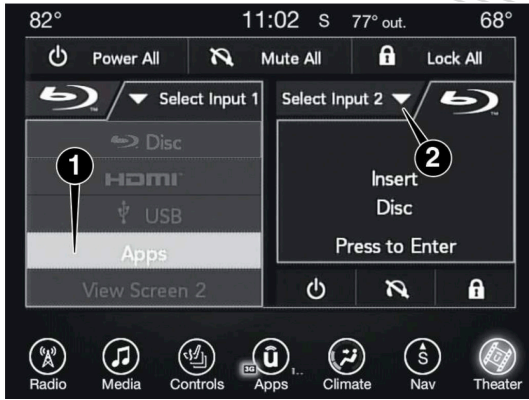 82° 11:02 S 77° out. 68°
Power All Mute All Lock All
Select Input 1 Select Input 2
Disc
HDMI
USB
Apps
View Screen 2
Insert
Disc
Press to Enter
1
2
3G 1..
Radio Media Controls Apps Climate Nav Theater